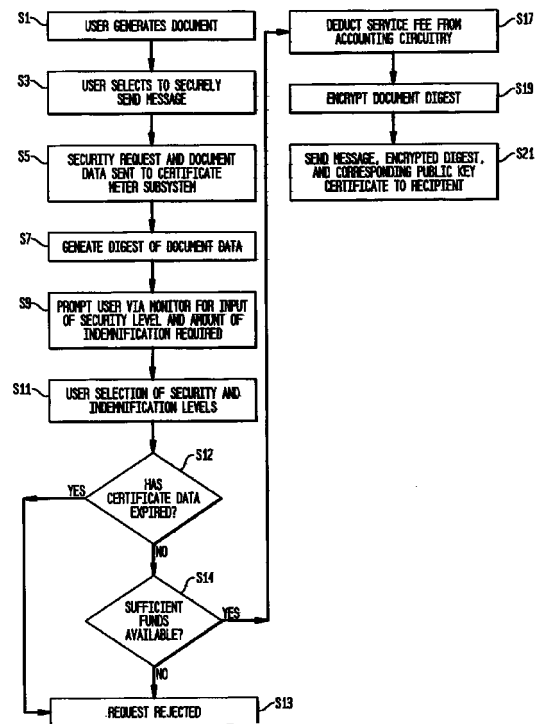 S1
USER GENERATES DOCUMENT
S3
USER SELECTS TO SECURELY
SEND MESSAGE
S5
SECURITY REQUEST AND DOCUMENT
DATA SENT TO CERTIFICATE
METER SUBSYSTEM
S7
GENEATE DIGEST OF DOCUMENT DATA
S9
PROMPT USER VIA MONITOR FOR INPUT
OF SECURITY LEVEL AND AMOUNT OF
INDEMNIFICATION REQUIRED
S11
USER SELECTION OF SECURITY AND
INDEMNIFICATION LEVELS
S12
YES
HAS
CERTIFICATE DATA
EXPIRED?
NO
S14
SUFFICIENT
FUNDS
AVAILABLE?
YES
NO
S13
REQUEST REJECTED
S17
DEDUCT SERVICE FEE FROM
ACCOUNTING CIRCUITRY
S19
ENCRYPT DOCUMENT DIGEST
S21
SEND MESSAGE, ENCRYPTED DIGEST,
AND CORRESPONDING PUBLIC KEY
CERTIFICATE TO RECIPIENT